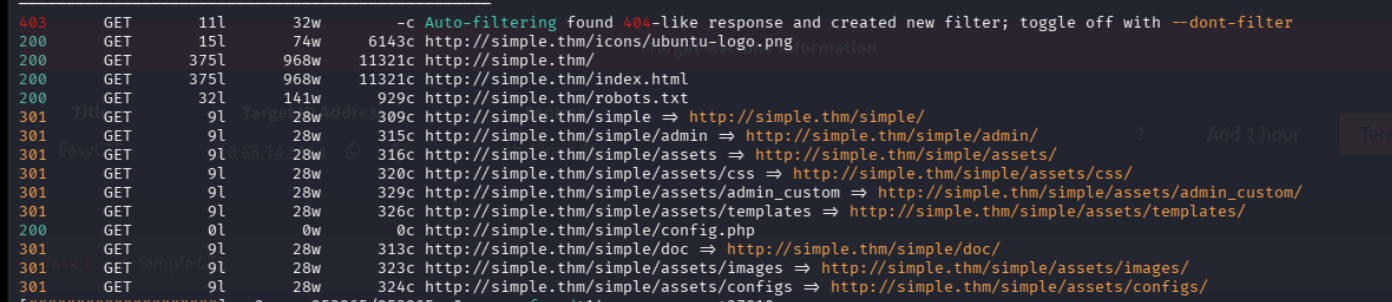 403 GET 11l 32w -c Auto-filtering found 404-like response and created new filter; toggle off with --dont-filter
200 GET 15l 74w 6143c http://simple.thm/icons/ubuntu-logo.png
200 GET 375l 968w 11321c http://simple.thm/
200 GET 375l 968w 11321c http://simple.thm/index.html
200 GET 32l 141w 929c http://simple.thm/robots.txt
301 GET 9l 28w 309c http://simple.thm/simple => http://simple.thm/simple/
301 GET 9l 28w 315c http://simple.thm/simple/admin => http://simple.thm/simple/admin/
Add 1 hour
301 GET 9l 28w 316c http://simple.thm/simple/assets => http://simple.thm/simple/assets/
301 GET 9l 28w 320c http://simple.thm/simple/assets/css => http://simple.thm/simple/assets/css/
301 GET 9l 28w 329c http://simple.thm/simple/assets/admin_custom => http://simple.thm/simple/assets/admin_custom/
301 GET 9l 28w 326c http://simple.thm/simple/assets/templates => http://simple.thm/simple/assets/templates/
200 GET 0l 0w 0c http://simple.thm/simple/config.php
301 GET 9l 28w 313c http://simple.thm/simple/doc => http://simple.thm/simple/doc/
301 GET 9l 28w 323c http://simple.thm/simple/assets/images => http://simple.thm/simple/assets/images/
301 GET 9l 28w 324c http://simple.thm/simple/assets/configs => http://simple.thm/simple/assets/configs/